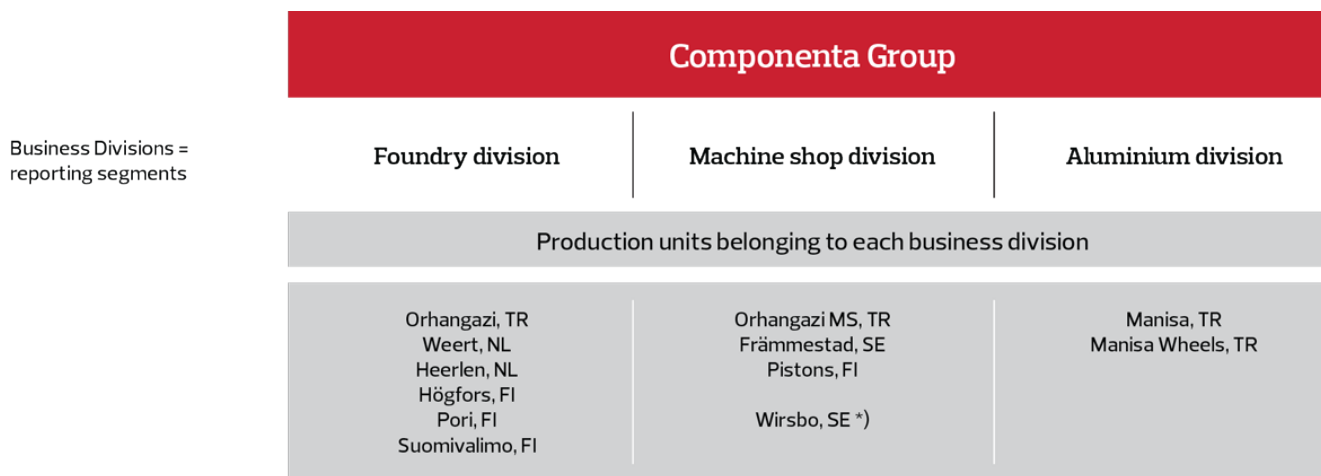 Componenta Group
Business Divisions =
reporting segments
Foundry division
Machine shop division
Aluminium division
Production units belonging to each business division
Orhangazi, TR
Weert, NL
Heerlen, NL
Högfors, FI
Pori, FI
Suomivalimo, FI
Orhangazi MS, TR
Främmestad, SE
Pistons, FI
Wirsbo, SE *)
Manisa, TR
Manisa Wheels, TR